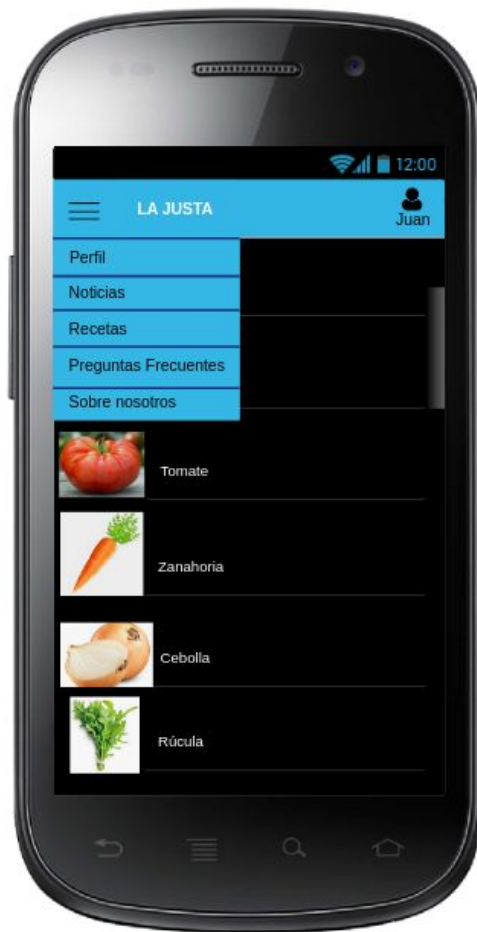 12:00
LA JUSTA
Juan
Perfil
Noticias
Recetas
Preguntas Frecuentes
Sobre nosotros
Tomate
Zanahoria
Cebolla
Rúcula